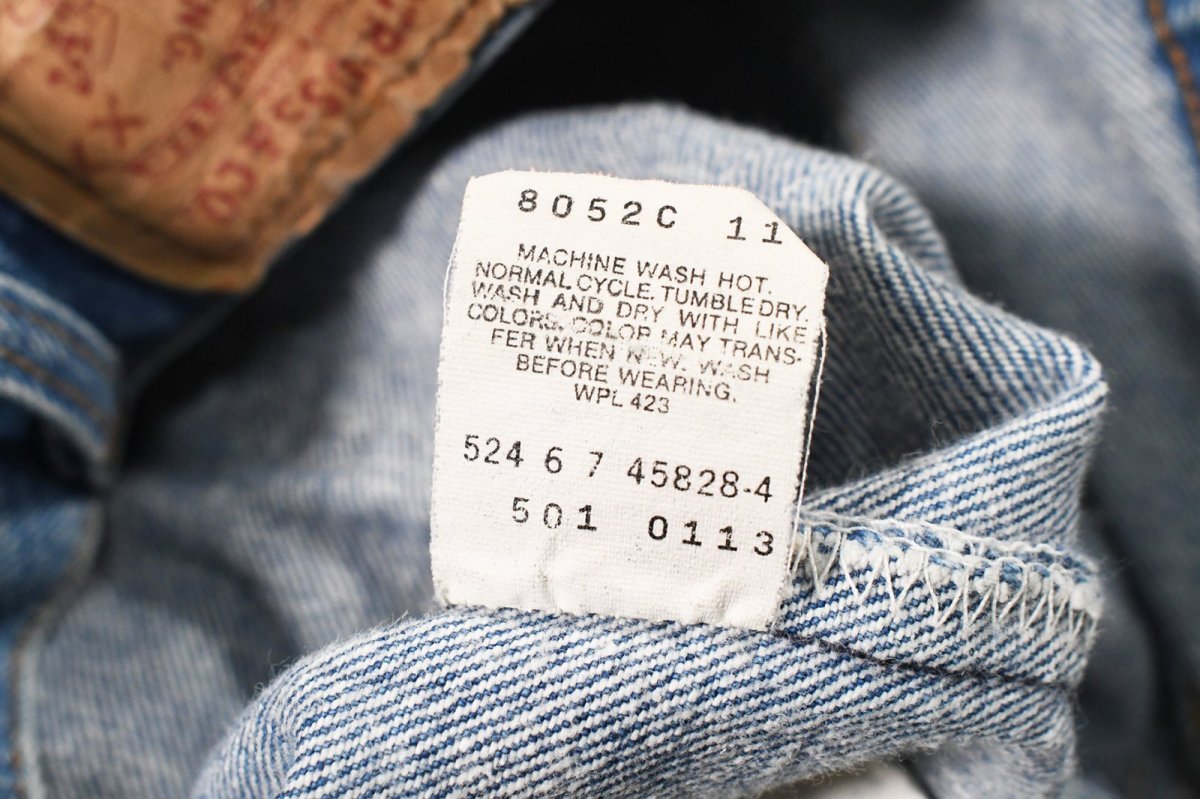 8052C 11
MACHINE WASH HOT.
NORMAL CYCLE. TUMBLE DRY.
WASH AND DRY WITH LIKE
COLORS. COLOR MAY TRANS-
FER WHEN NEW. WASH
BEFORE WEARING.
WPL 423
524 6 7 45828-4
501 0113